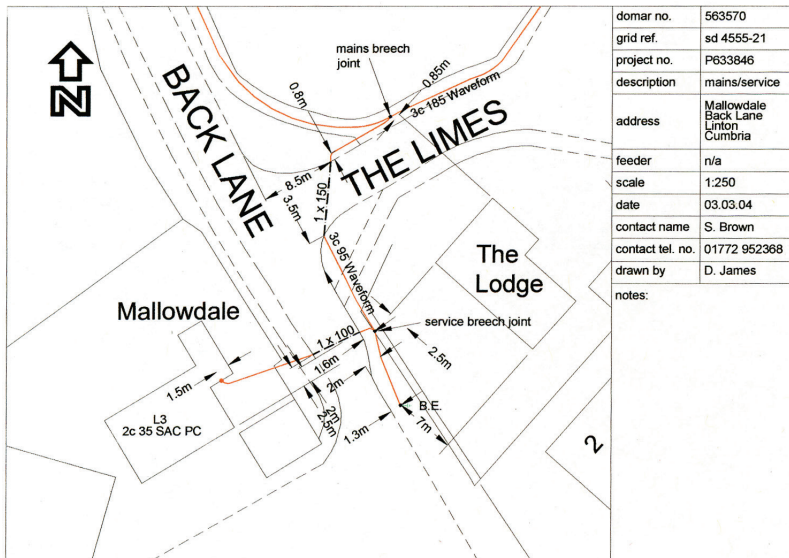 N
BACK LANE
THE LIMES
mains breech
joint
0.8m
0.85m
3c 185 Waveform
8.5m
3.5m
1 x 150
3c 95 Waveform
The
Lodge
Mallowdale
service breech joint
1 x 100
1.6m
2m
2m
2.5m
2.5m
1.5m
L3
2c 35 SAC PC
1.3m
B.E.
7m
2
domar no. 563570
grid ref. sd 4555-21
project no. P633846
description mains/service
address Mallowdale
Back Lane
Linton
Cumbria
feeder n/a
scale 1:250
date 03.03.04
contact name S. Brown
contact tel. no. 01772 952368
drawn by D. James
notes: